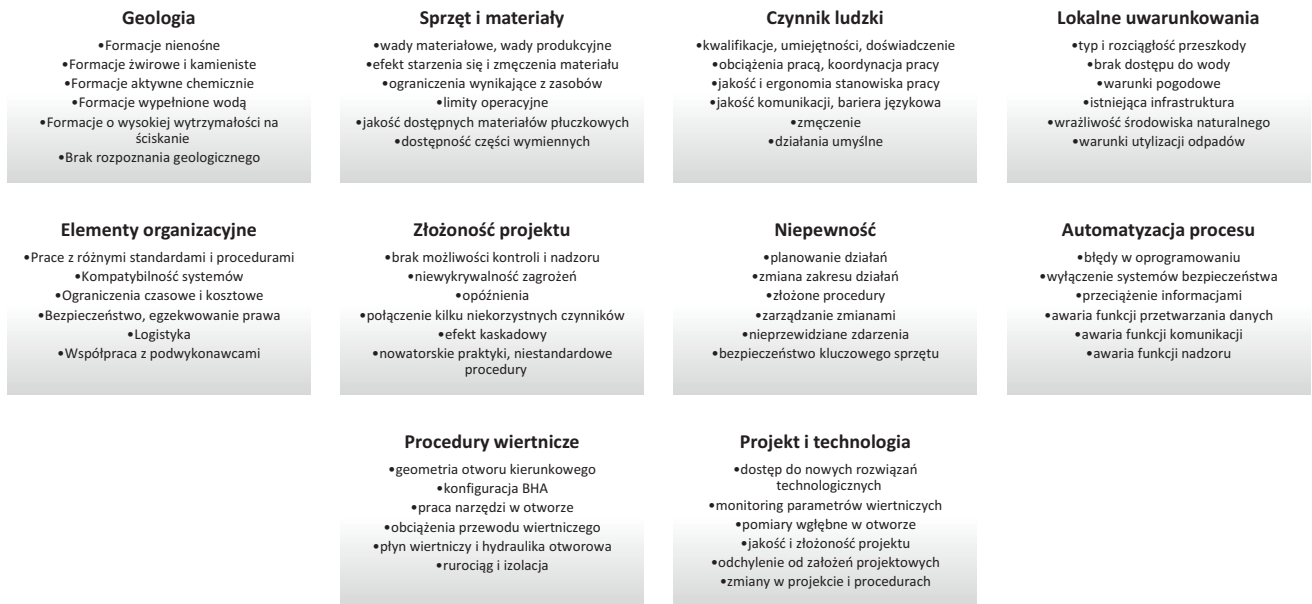 Geologia
•Formacje nienośne
•Formacje żwirowe i kamieniste
•Formacje aktywne chemicznie
•Formacje wypełnione wodą
•Formacje o wysokiej wytrzymałości na
ściskanie
•Brak rozpoznania geologicznego
Sprzęt i materiały
•wady materiałowe, wady produkcyjne
•efekt starzenia się i zmęczenia materiału
•ograniczenia wynikające z zasobów
•limity operacyjne
•jakość dostępnych materiałów płuczkowych
•dostępność części wymiennych
Czynnik ludzki
•kwalifikacje, umiejętności, doświadczenie
•obciążenia pracą, koordynacja pracy
•jakość i ergonomia stanowiska pracy
•jakość komunikacji, bariera językowa
•zmęczenie
•działania umyślne
Lokalne uwarunkowania
•typ i rozciągłość przeszkody
•brak dostępu do wody
•warunki pogodowe
•istniejąca infrastruktura
•wrażliwość środowiska naturalnego
•warunki utylizacji odpadów
Elementy organizacyjne
•Prace z różnymi standardami i procedurami
•Kompatybilność systemów
•Ograniczenia czasowe i kosztowe
•Bezpieczeństwo, egzekwowanie prawa
•Logistyka
•Współpraca z podwykonawcami
Złożoność projektu
•brak możliwości kontroli i nadzoru
•niewykrywalność zagrożeń
•opóźnienia
•połączenie kilku niekorzystnych czynników
•efekt kaskadowy
•nowatorskie praktyki, niestandardowe
procedury
Niepewność
•planowanie działań
•zmiana zakresu działań
•złożone procedury
•zarządzanie zmianami
•nieprzewidziane zdarzenia
•bezpieczeństwo kluczowego sprzętu
Automatyzacja procesu
•błędy w oprogramowaniu
•wyłączenie systemów bezpieczeństwa
•przeciążenie informacjami
•awaria funkcji przetwarzania danych
•awaria funkcji komunikacji
•awaria funkcji nadzoru
Procedury wiertnicze
•geometria otworu kierunkowego
•konfiguracja BHA
•praca narzędzi w otworze
•obciążenia przewodu wiertniczego
•płyn wiertniczy i hydraulika otworowa
•rurociąg i izolacja
Projekt i technologia
•dostęp do nowych rozwiązań
technologicznych
•monitoring parametrów wiertniczych
•pomiary wgłębne w otworze
•jakość i złożoność projektu
•odchylenie od założeń projektowych
•zmiany w projekcie i procedurach